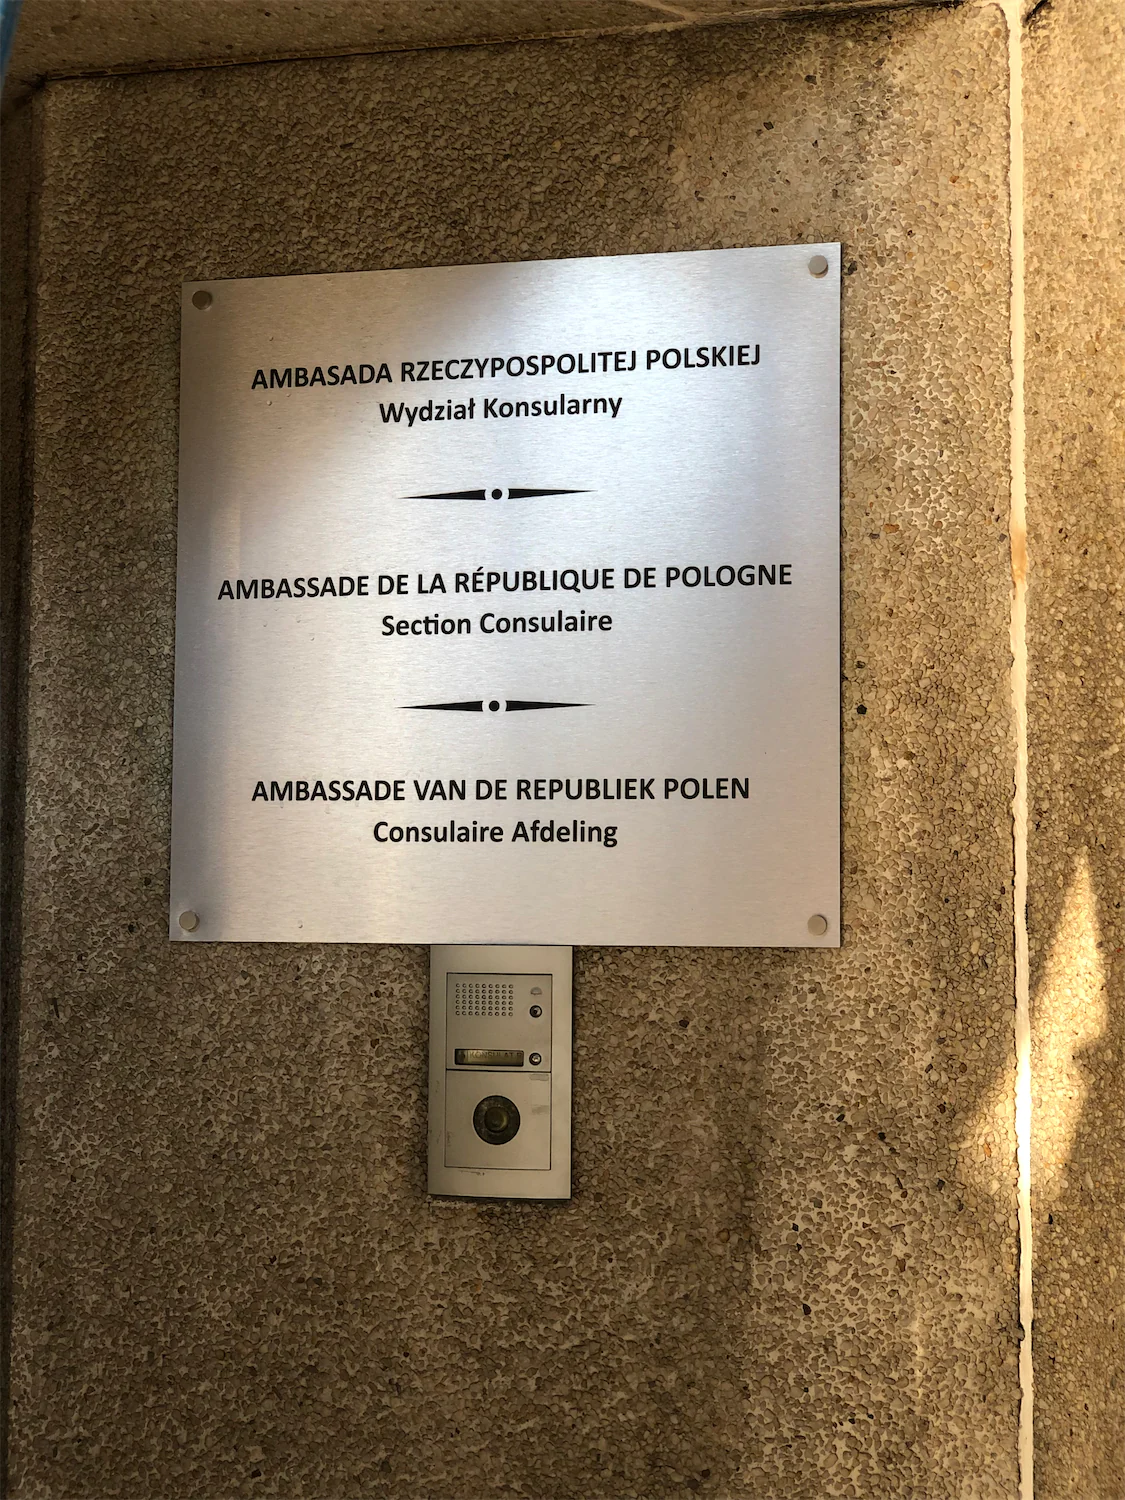 AMBASADA RZECZYPOSPOLITEJ POLSKIEJ
Wydział Konsularny
AMBASSADE DE LA RÉPUBLIQUE DE POLOGNE
Section Consulaire
AMBASSADE VAN DE REPUBLIEK POLEN
Consulaire Afdeling